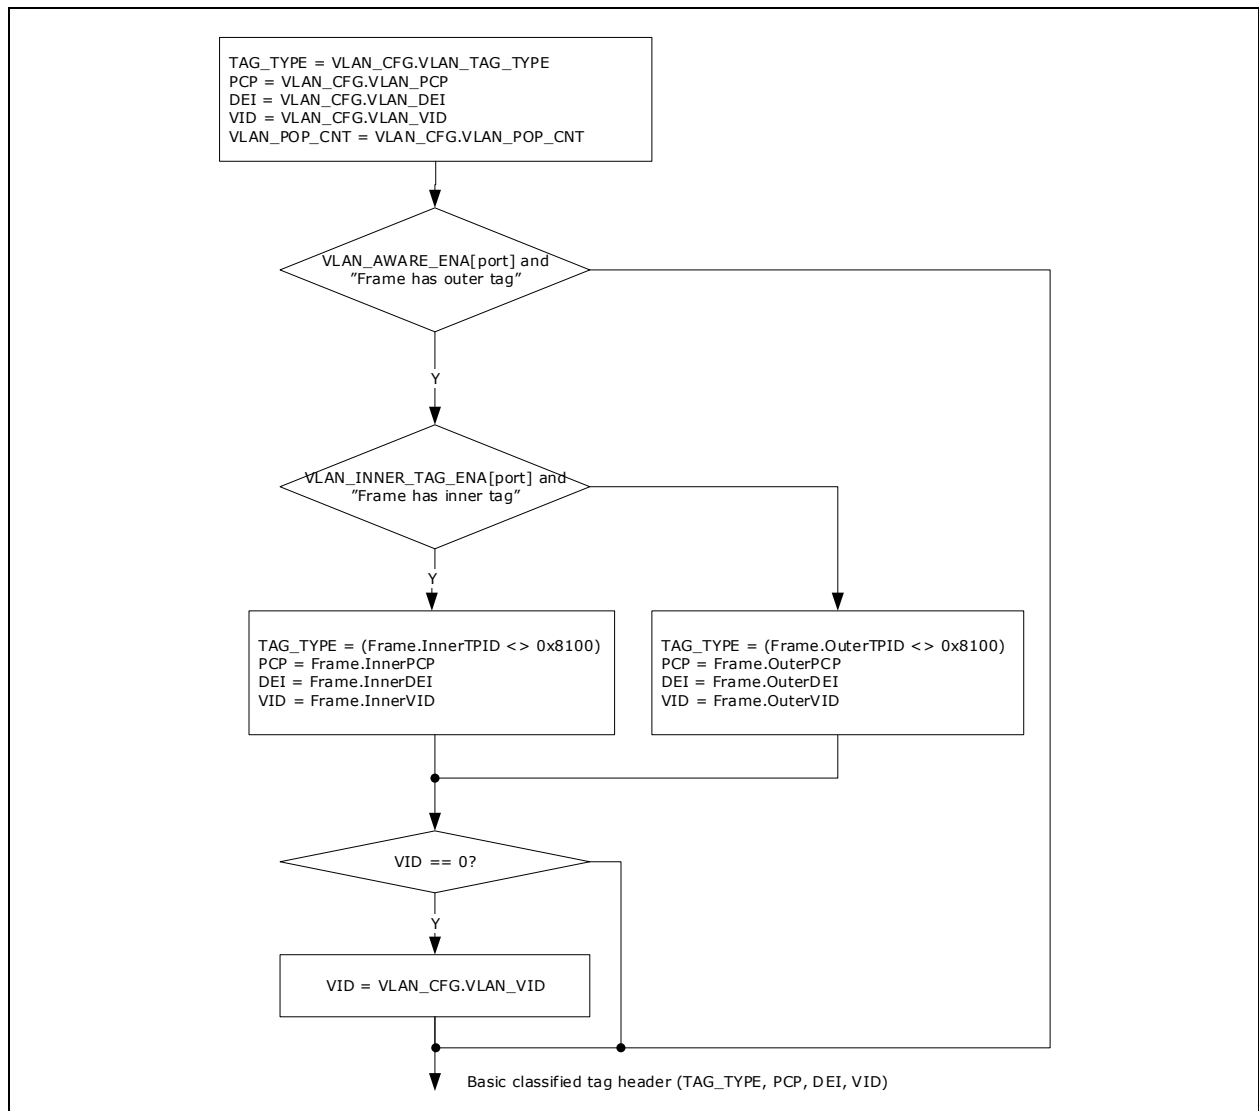 TAG_TYPE = VLAN_CFG.VLAN_TAG_TYPE
PCP = VLAN_CFG.VLAN_PCP
DEI = VLAN_CFG.VLAN_DEI
VID = VLAN_CFG.VLAN_VID
VLAN_POP_CNT = VLAN_CFG.VLAN_POP_CNT
VLAN_AWARE_ENA[port] and
”Frame has outer tag”
Y
VLAN_INNER_TAG_ENA[port] and
”Frame has inner tag”
Y
TAG_TYPE = (Frame.InnerTPID <> 0x8100)
PCP = Frame.InnerPCP
DEI = Frame.InnerDEI
VID = Frame.InnerVID
TAG_TYPE = (Frame.OuterTPID <> 0x8100)
PCP = Frame.OuterPCP
DEI = Frame.OuterDEI
VID = Frame.OuterVID
VID == 0?
Y
VID = VLAN_CFG.VLAN_VID
Basic classified tag header (TAG_TYPE, PCP, DEI, VID)